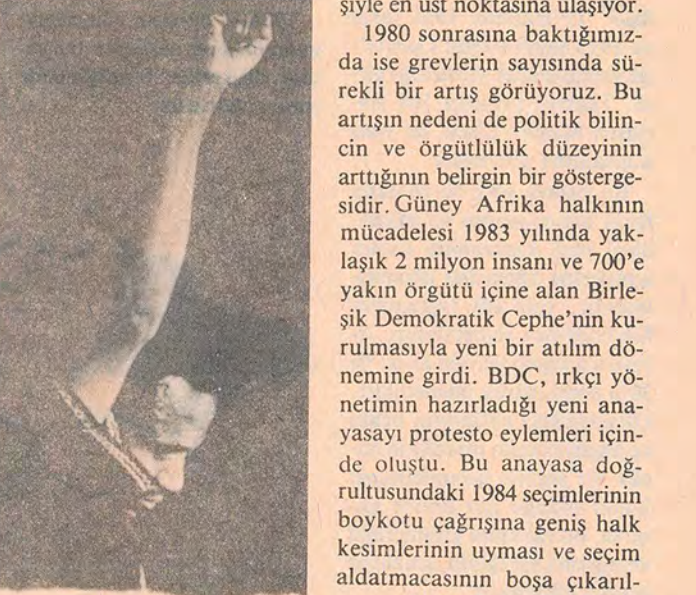 şiyle en üst noktasına ulaşıyor.
1980 sonrasına baktığımız-
da ise grevlerin sayısında sü-
rekli bir artış görüyoruz. Bu
artışın nedeni de politik bilin-
cin ve örgütlülük düzeyinin
arttığının belirgin bir gösterge-
sidir. Güney Afrika halkının
mücadelesi 1983 yılında yak-
laşık 2 milyon insanı ve 700'e
yakın örgütü içine alan Birle-
şik Demokratik Cephe'nin ku-
rulmasıyla yeni bir atılım dö-
nemine girdi. BDC, ırkçı yö-
netimin hazırladığı yeni ana-
yasayı protesto eylemleri için-
de oluştu. Bu anayasa doğ-
rultusundaki 1984 seçimlerinin
boykotu çağrışına geniş halk
kesimlerinin uyması ve seçim
aldatmacasının boşa çıkarıl-